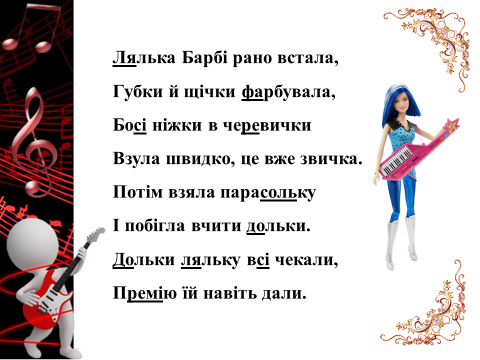 Лялька Барбі рано встала,
Губки й щічки фарбувала,
Босі ніжки в черевички
Взула швидко, це вже звичка.
Потім взяла парасольку
І побігла вчити дольки.
Дольки ляльку всі чекали,
Премію їй навіть дали.